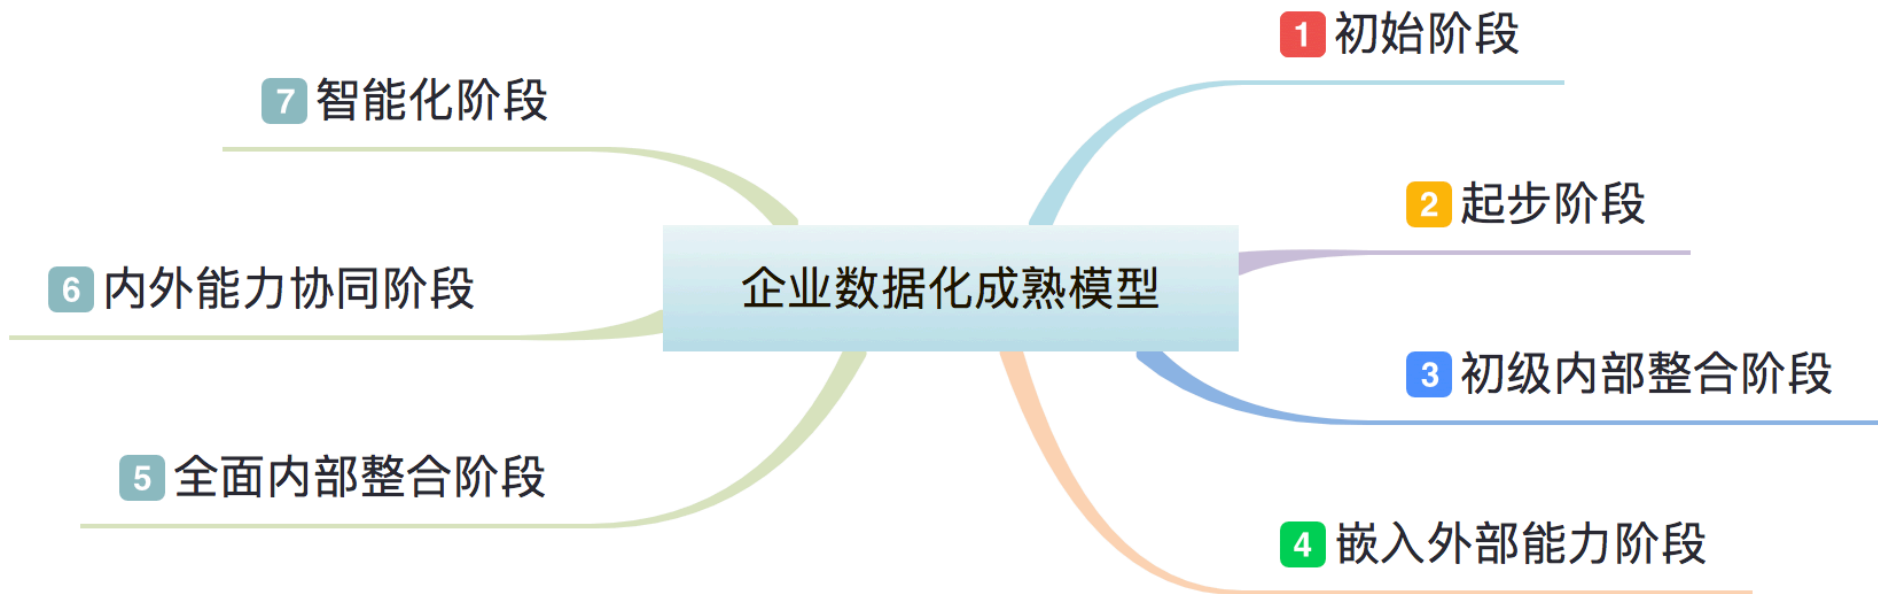 企业数据化成熟模型
1 初始阶段
2 起步阶段
3 初级内部整合阶段
4 嵌入外部能力阶段
5 全面内部整合阶段
6 内外能力协同阶段
7 智能化阶段